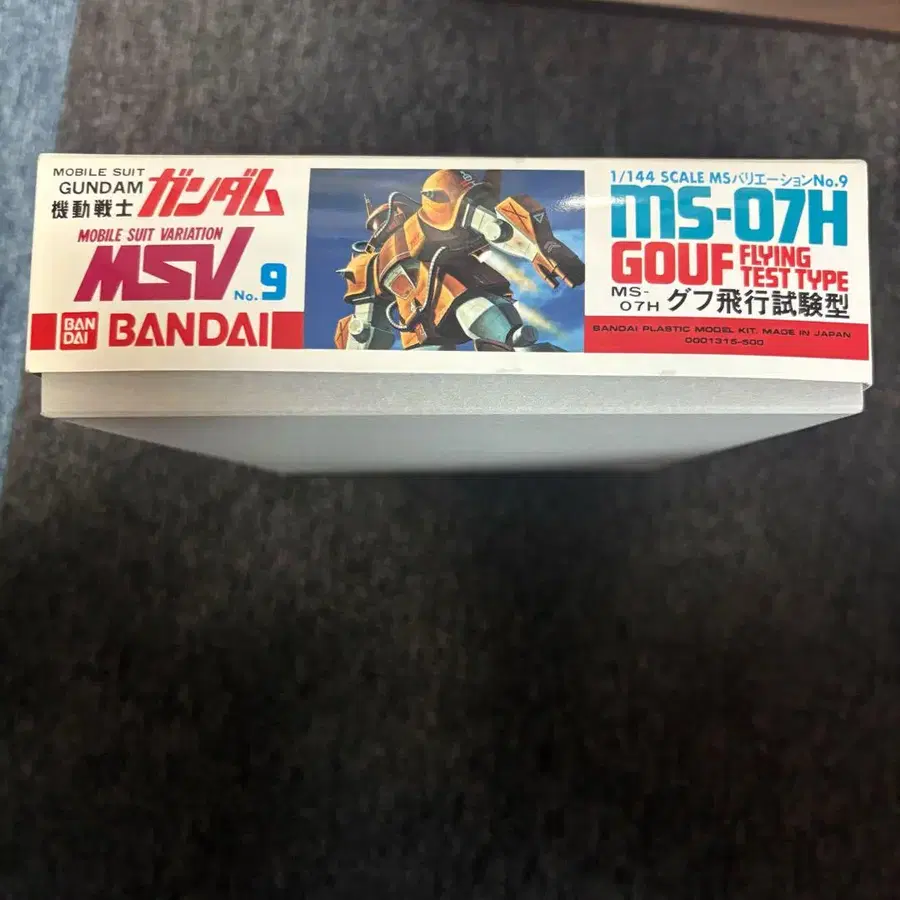 MOBILE SUIT
GUNDAM
機動戦士
ガンダム
MOBILE SUIT VARIATION
MSV No.9
BAN
DAI
BANDAI
1/144 SCALE MSバリエーションNo.9
MS-07H
GOUF FLYING
TEST TYPE
MS-
07H
グフ飛行試験型
BANDAI PLASTIC MODEL KIT. MADE IN JAPAN
0001315-500